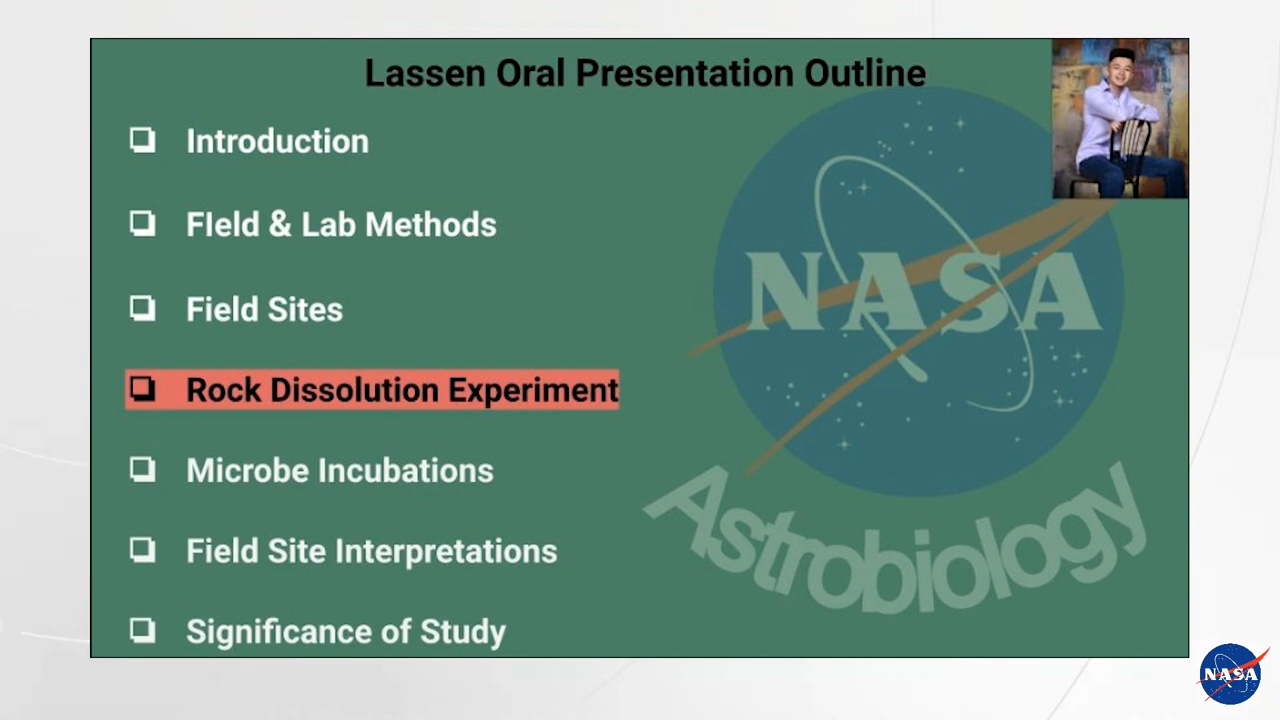 Lassen Oral Presentation Outline
Introduction
FIeld & Lab Methods
Field Sites
Rock Dissolution Experiment
Microbe Incubations
Field Site Interpretations
Significance of Study
NASA
Astrobiology
NASA